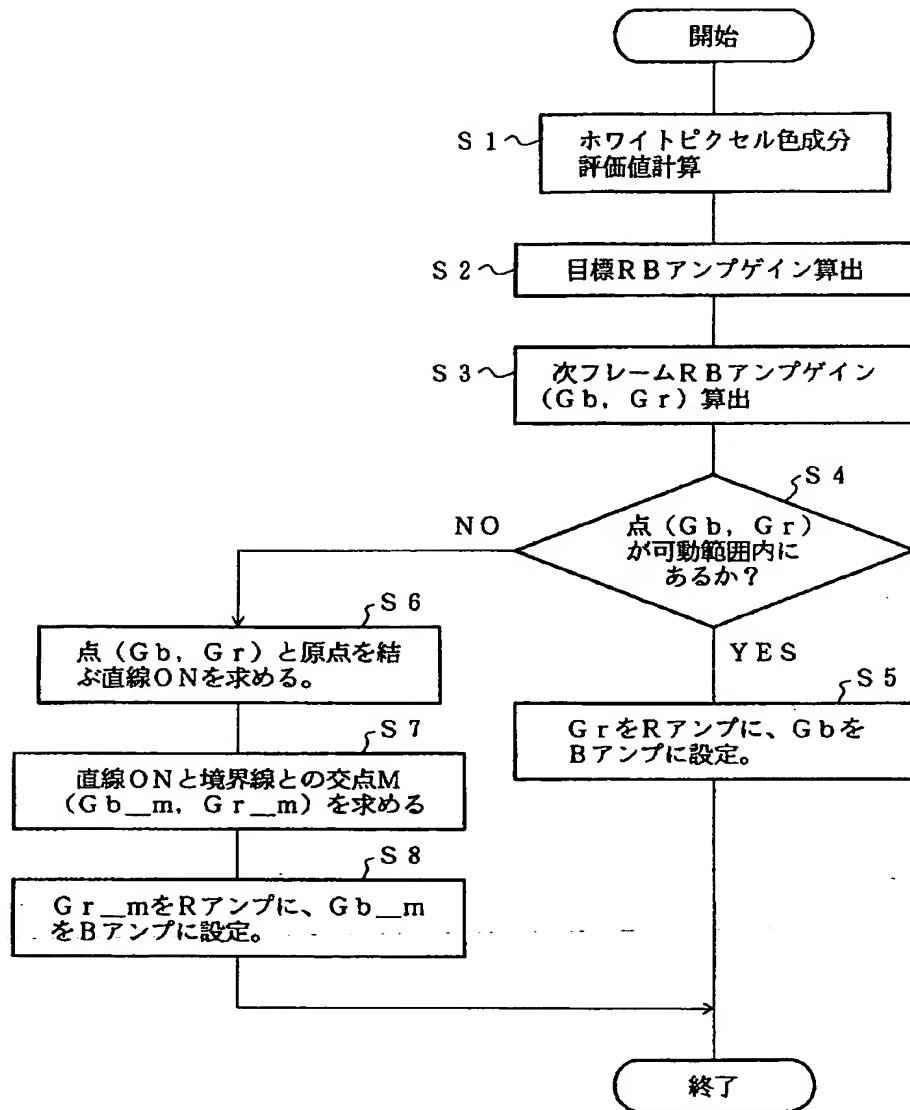 開始
S1
ホワイトピクセル色成分
評価値計算
S2
目標RBアンプゲイン算出
S3
次フレームRBアンプゲイン
(Gb, Gr) 算出
S4
点 (Gb, Gr)
が可動範囲内に
あるか?
NO
YES
S6
点 (Gb, Gr) と原点を結
ぶ直線ONを求める。
S5
GrをRアンプに、Gbを
Bアンプに設定。
S7
直線ONと境界線との交点M
(Gb_m, Gr_m) を求める
S8
Gr_mをRアンプに、Gb_m
をBアンプに設定。
終了